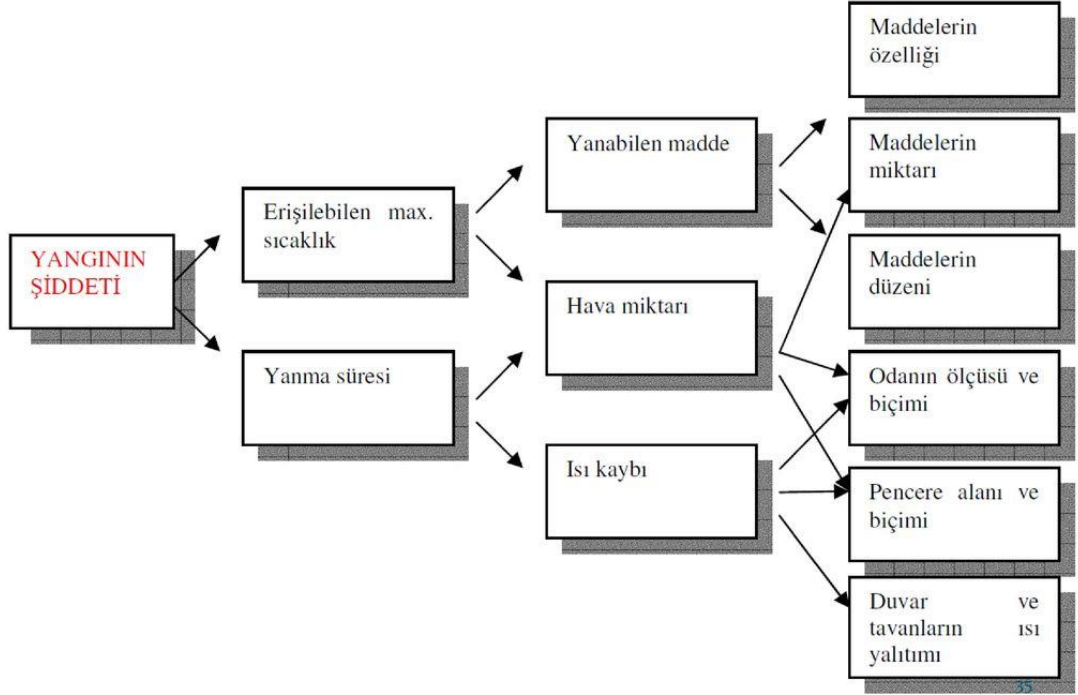 YANGININ
ŞİDDETİ
Erişilebilen max.
sıcaklık
Yanma süresi
Yanabilen madde
Hava miktarı
Isı kaybı
Maddelerin
özelliği
Maddelerin
miktarı
Maddelerin
düzeni
Odanın ölçüsü ve
biçimi
Pencere alanı ve
biçimi
Duvar ve
tavanların ısı
yalıtımı
35